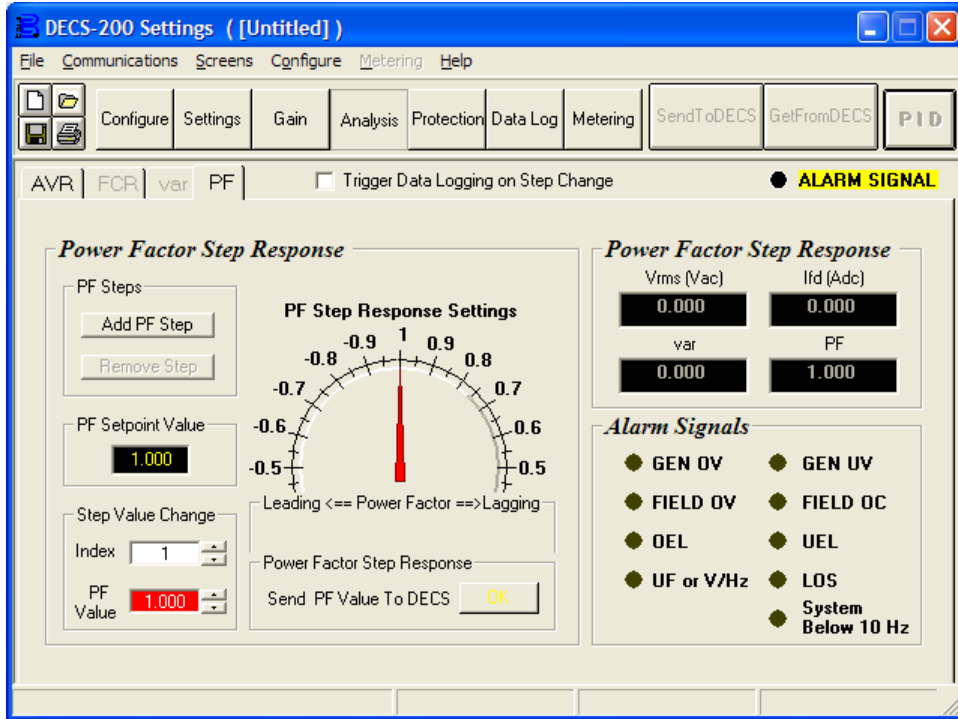 DECS-200 Settings ( [Untitled] )
File Communications Screens Configure Metering Help
Configure Settings Gain Analysis Protection Data Log Metering SendToDECS GetFromDECS PID
AVR FCR var PF Trigger Data Logging on Step Change ALARM SIGNAL
Power Factor Step Response
PF Steps
Add PF Step
Remove Step
PF Setpoint Value
1.000
Step Value Change
Index 1
PF Value 1.000
PF Step Response Settings
-0.5 -0.6 -0.7 -0.8 -0.9 1 0.9 0.8 0.7 0.6 0.5
Leading <== Power Factor ==>Lagging
Power Factor Step Response
Send PF Value To DECS OK
Power Factor Step Response
Vrms (Vac) Ifd (Adc)
0.000 0.000
var PF
0.000 1.000
Alarm Signals
GEN OV GEN UV
FIELD OV FIELD OC
OEL UEL
UF or V/Hz LOS
System
Below 10 Hz